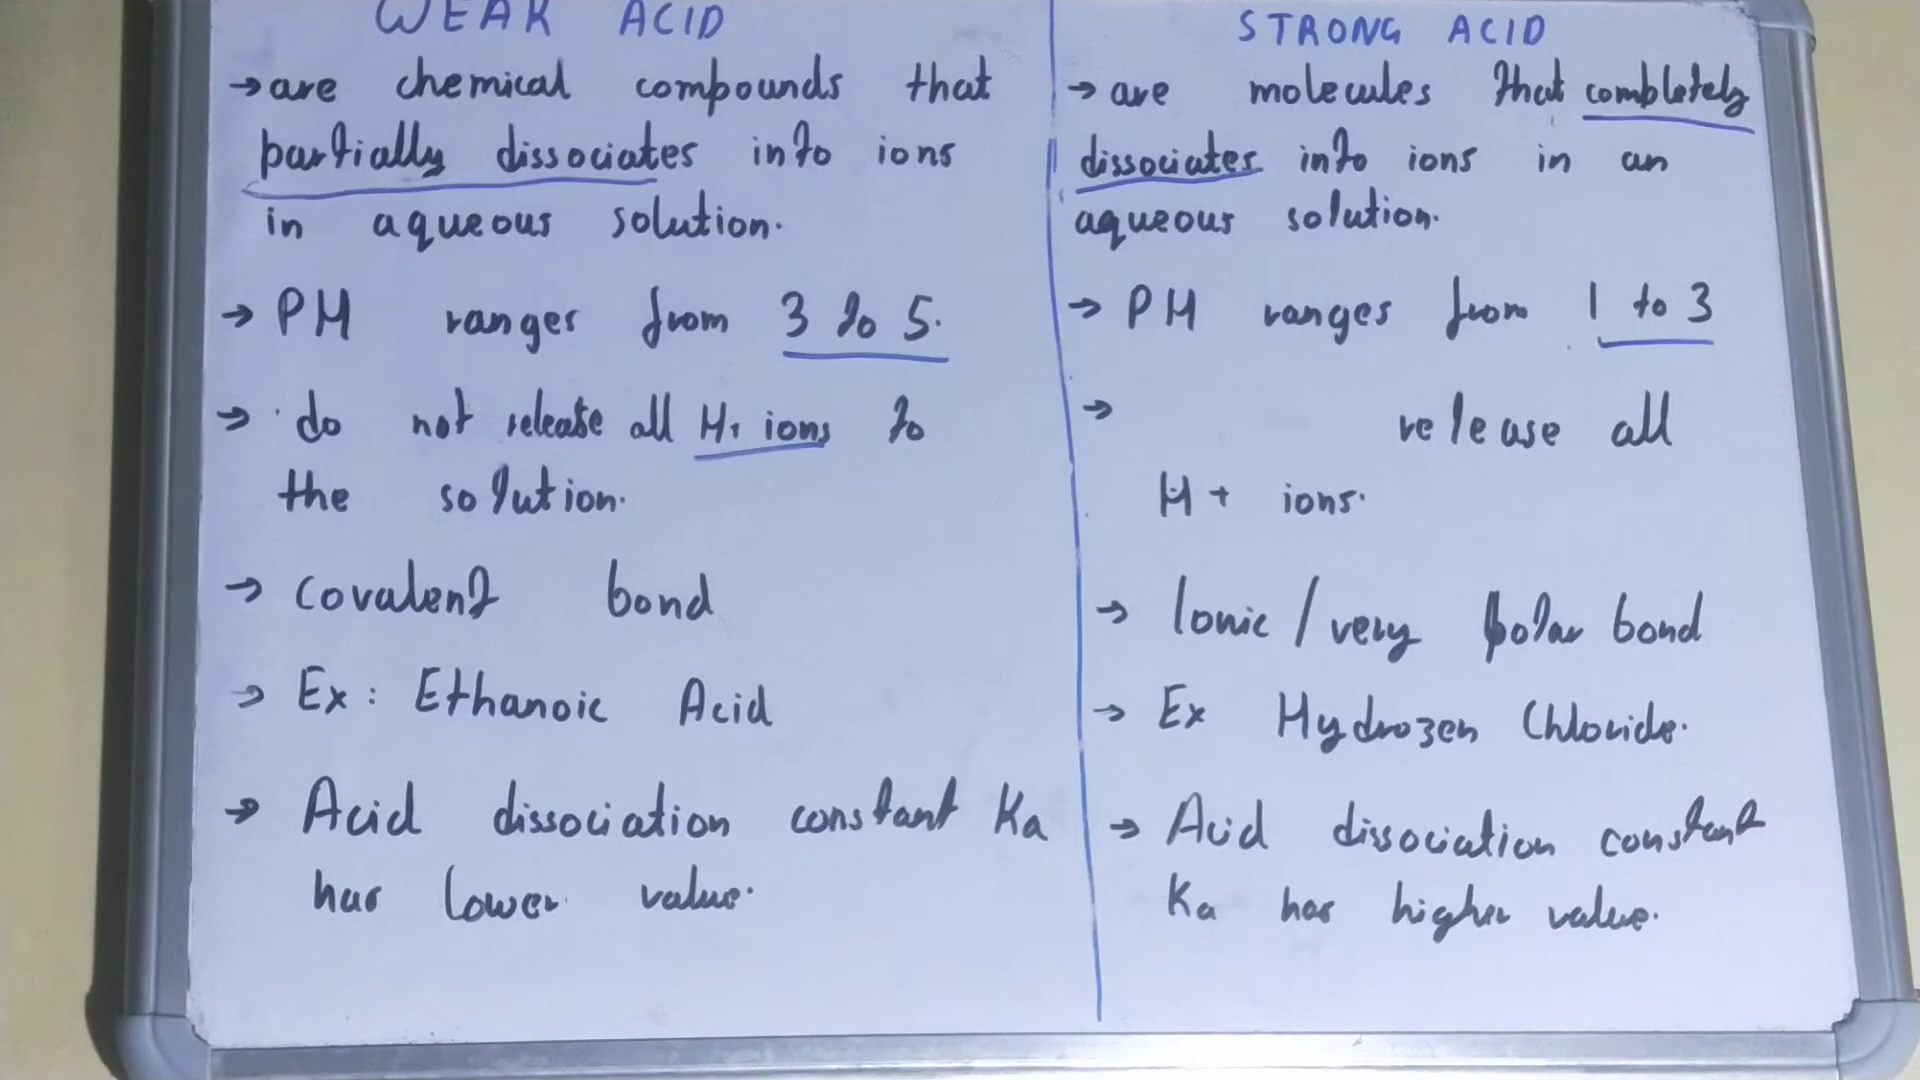 WEAK ACID
→ are chemical compounds that
partially dissociates into ions
in aqueous solution.
→ PH ranges from 3 to 5.
→ do not release all H+ ions to
the solution.
→ covalent bond
→ Ex: Ethanoic Acid
→ Acid dissociation constant Ka
has lower value.
STRONG ACID
→ are molecules that completely
dissociates into ions in an
aqueous solution.
→ PH ranges from 1 to 3
→ release all
H+ ions.
→ Ionic / very polar bond
→ Ex Hydrogen Chloride.
→ Acid dissociation constant
Ka has higher value.